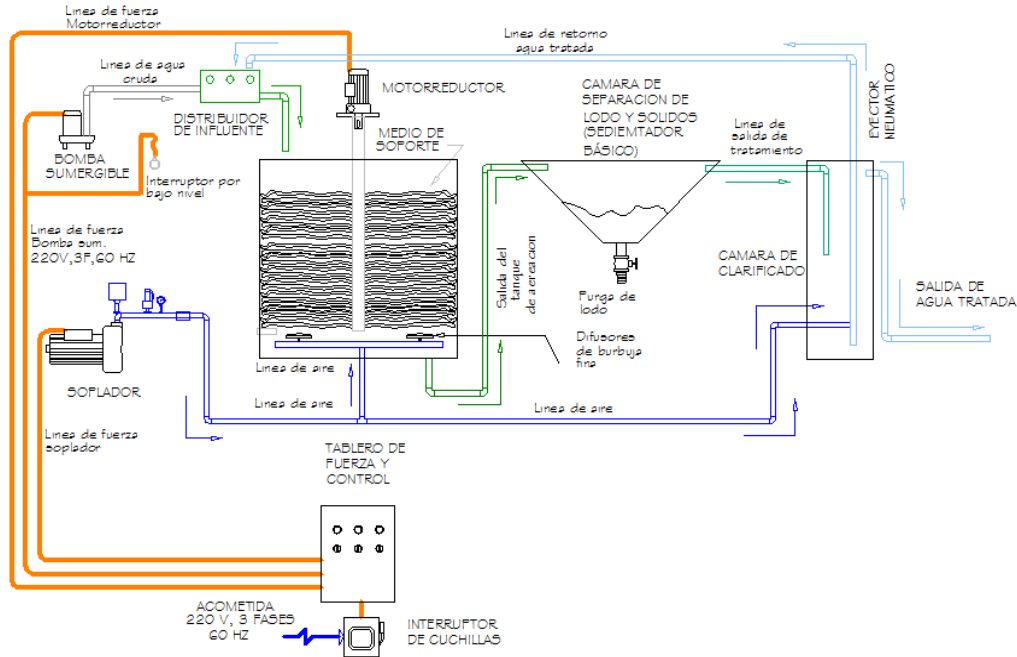 Linea de fuerza
Motorreductor
Linea de retorno
agua tratada
Linea de agua
cruda
MOTORREDUCTOR
CAMARA DE
SEPARACION DE
LODO Y SOLIDOS
(SEDIEMTADOR
BÁSICO)
EYECTOR
NEUMATICO
DISTRIBUIDOR
DE INFLUENTE
MEDIO DE
SOPORTE
Linea de
salida de
tratamiento
BOMBA
SUMERGIBLE
Interruptor por
bajo nivel
Linea de fuerza
Bomba sum.
220V,3F,60 HZ
Salida del
tanque
de aereacion
CAMARA DE
CLARIFICADO
SALIDA DE
AGUA TRATADA
Purga de
lodo
Difusores
de burbuja
fina
Linea de aire
SOPLADOR
Linea de aire
Linea de aire
Linea de fuerza
soplador
TABLERO DE
FUERZA Y
CONTROL
ACOMETIDA
220 V, 3 FASES
60 HZ
INTERRUPTOR
DE CUCHILLAS